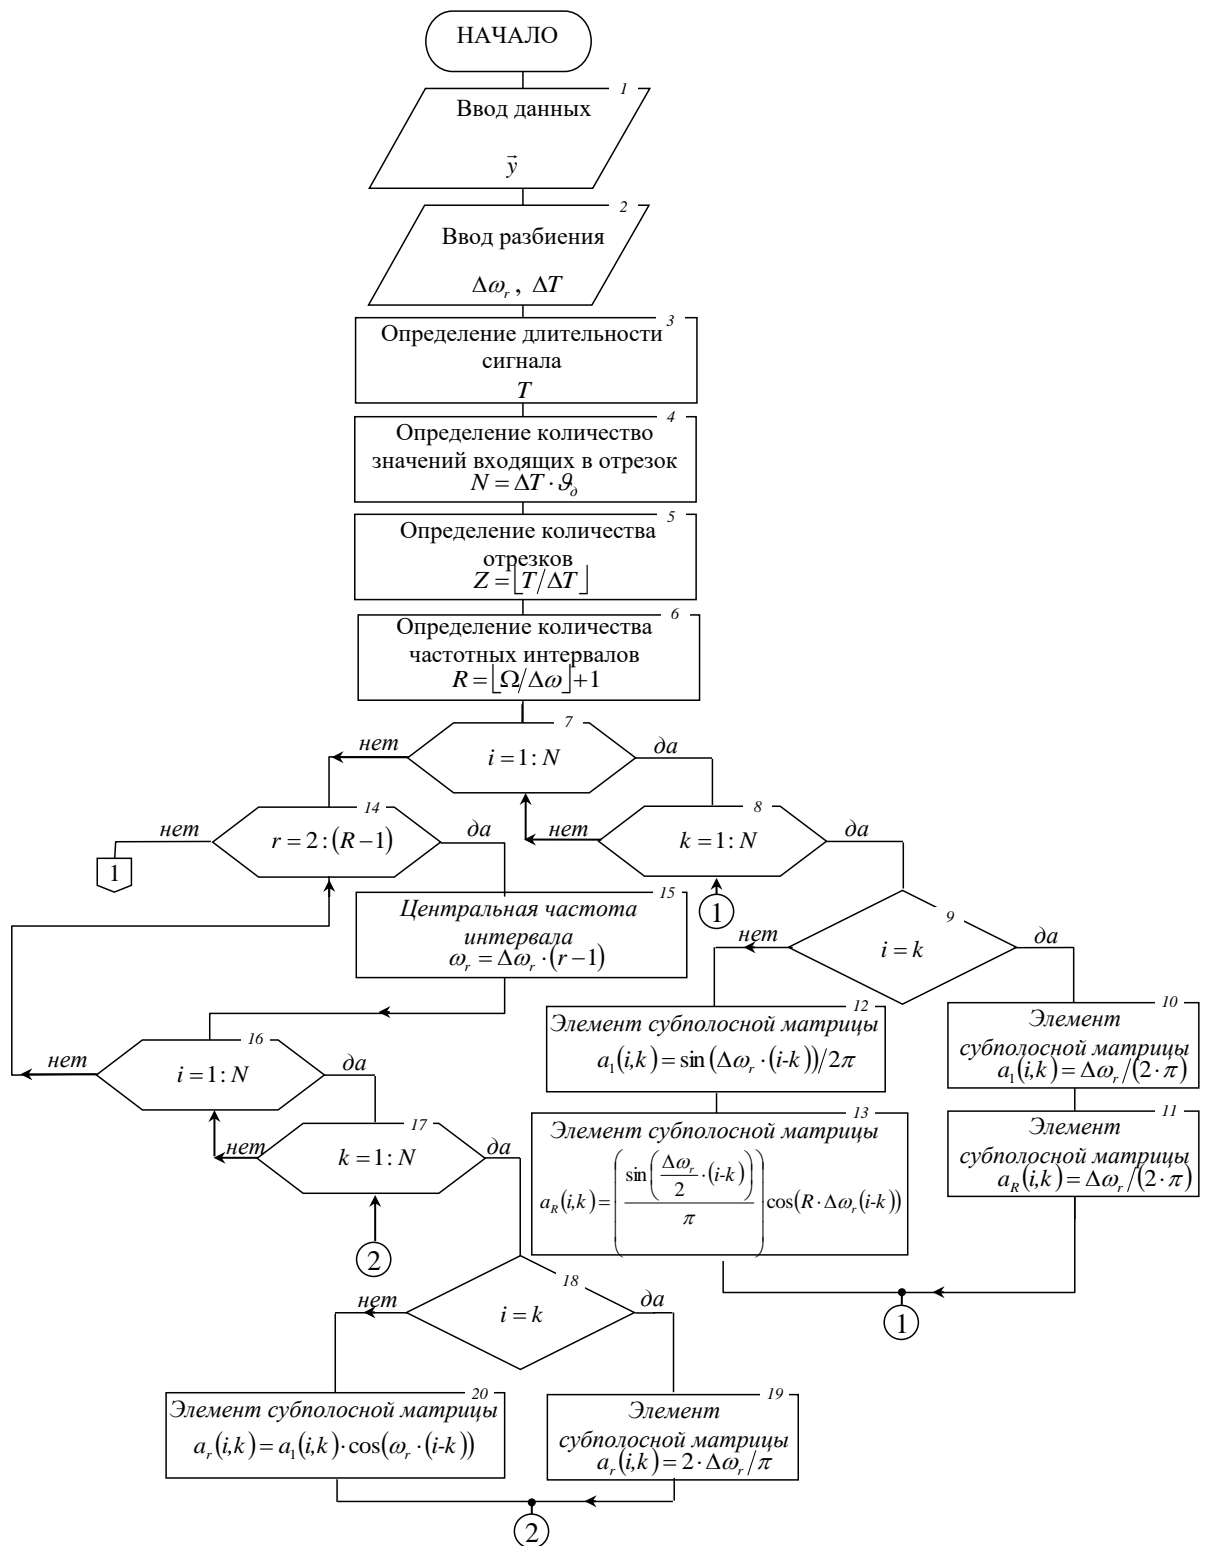 НАЧАЛО
1
Ввод данных
y⃗
2
Ввод разбиения
Δω_r , ΔT
3
Определение длительности
сигнала
T
4
Определение количество
значений входящих в отрезок
N = ΔT · ϑ_д
5
Определение количества
отрезков
Z = ⌊T/ΔT⌋
6
Определение количества
частотных интервалов
R = ⌊Ω/Δω⌋+1
7
нет
i = 1 : N
да
14
нет
r = 2 : (R − 1)
да
1
8
нет
k = 1 : N
да
1
15
Центральная частота
интервала
ω_r = Δω_r · (r − 1)
9
нет
i = k
да
12
Элемент субполосной матрицы
a_1(i,k) = sin (Δω_r · (i-k))/2π
10
Элемент
субполосной матрицы
a_1(i,k) = Δω_r /(2 · π)
16
нет
i = 1 : N
да
13
Элемент субполосной матрицы
a_R(i,k) = (sin(Δω_r/2 · (i-k))/π) cos(R · Δω_r(i-k))
11
Элемент
субполосной матрицы
a_R(i,k) = Δω_r /(2 · π)
17
нет
k = 1 : N
да
2
18
нет
i = k
да
1
20
Элемент субполосной матрицы
a_r(i,k) = a_1(i,k) · cos(ω_r · (i-k))
19
Элемент
субполосной матрицы
a_r(i,k) = 2 · Δω_r /π
2